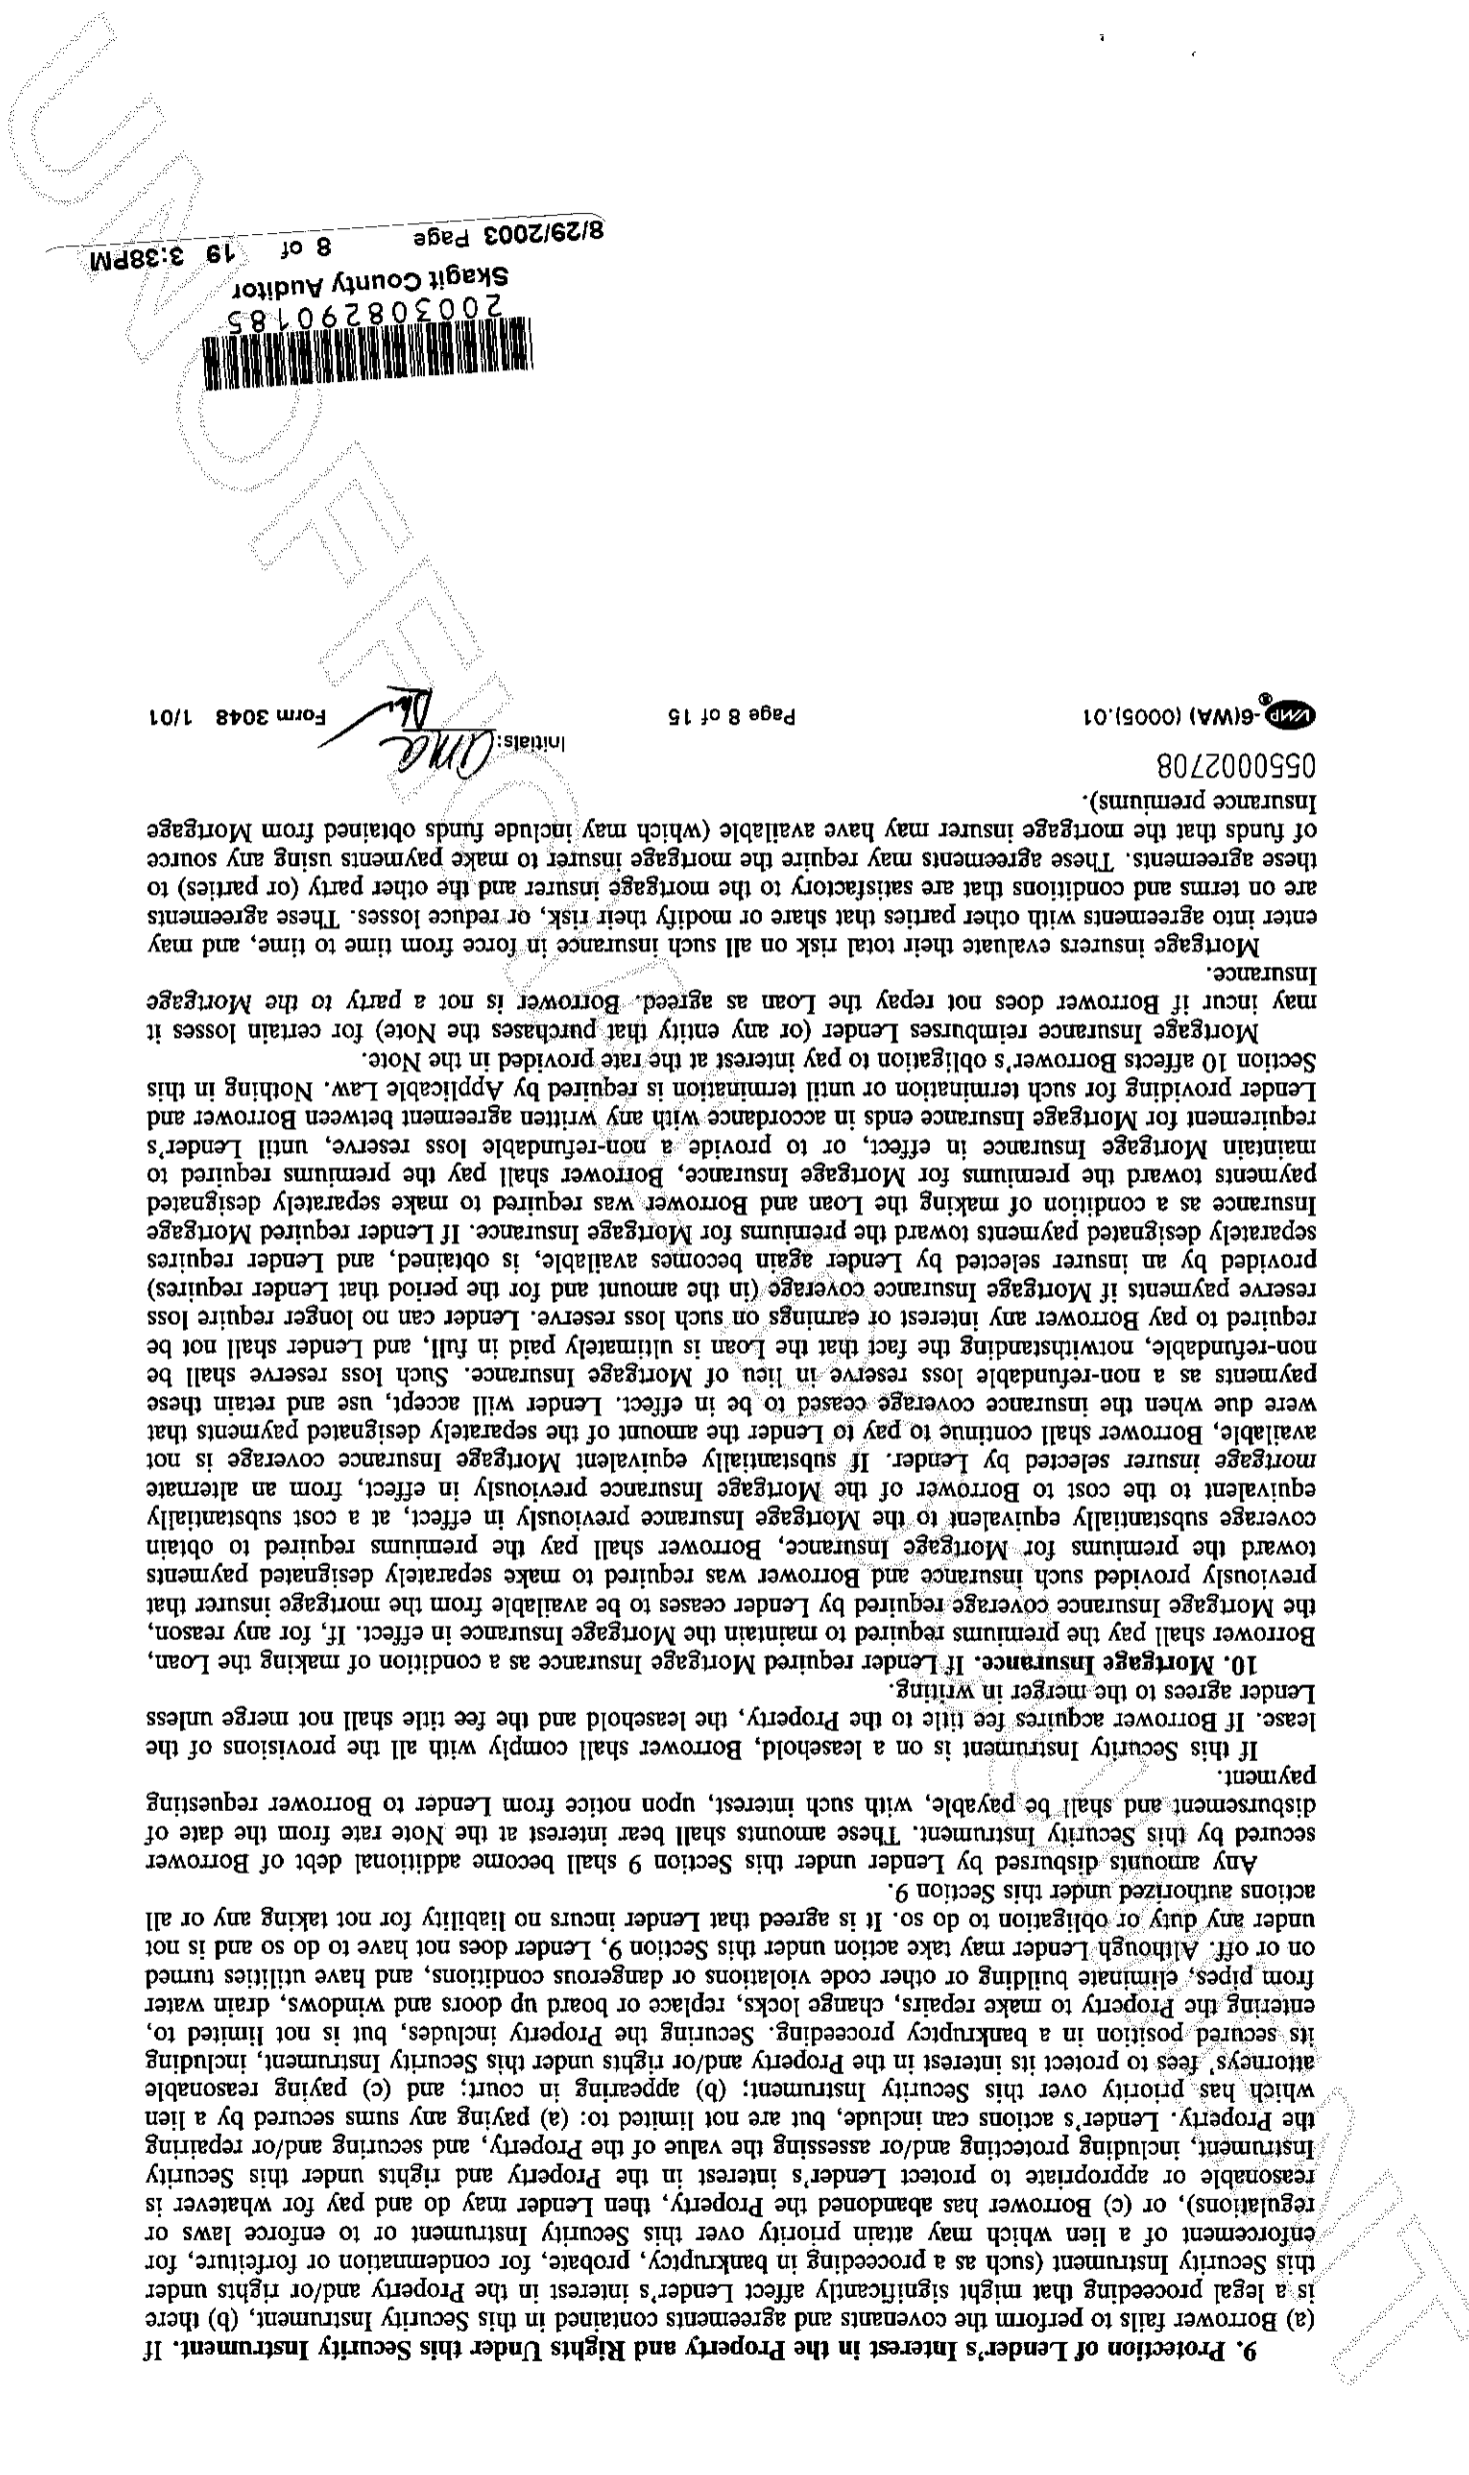 9. Protection of Lender's Interest in the Property and Rights Under this Security Instrument. If
(a) Borrower fails to perform the covenants and agreements contained in this Security Instrument, (b) there
is a legal proceeding that might significantly affect Lender's interest in the Property and/or rights under
this Security Instrument (such as a proceeding in bankruptcy, probate, for condemnation or forfeiture, for
enforcement of a lien which may attain priority over this Security Instrument or to enforce laws or
regulations), or (c) Borrower has abandoned the Property, then Lender may do and pay for whatever is
reasonable or appropriate to protect Lender's interest in the Property and rights under this Security
Instrument, including protecting and/or assessing the value of the Property, and securing and/or repairing
the Property. Lender's actions can include, but are not limited to: (a) paying any sums secured by a lien
which has priority over this Security Instrument; (b) appearing in court; and (c) paying reasonable
attorneys' fees to protect its interest in the Property and/or rights under this Security Instrument, including
its secured position in a bankruptcy proceeding. Securing the Property includes, but is not limited to,
entering the Property to make repairs, change locks, replace or board up doors and windows, drain water
from pipes, eliminate building or other code violations or dangerous conditions, and have utilities turned
on or off. Although Lender may take action under this Section 9, Lender does not have to do so and is not
under any duty or obligation to do so. It is agreed that Lender incurs no liability for not taking any or all
actions authorized under this Section 9.
Any amounts disbursed by Lender under this Section 9 shall become additional debt of Borrower
secured by this Security Instrument. These amounts shall bear interest at the Note rate from the date of
disbursement and shall be payable, with such interest, upon notice from Lender to Borrower requesting
payment.
If this Security Instrument is on a leasehold, Borrower shall comply with all the provisions of the
lease. If Borrower acquires fee title to the Property, the leasehold and the fee title shall not merge unless
Lender agrees to the merger in writing.
10. Mortgage Insurance. If Lender required Mortgage Insurance as a condition of making the Loan,
Borrower shall pay the premiums required to maintain the Mortgage Insurance in effect. If, for any reason,
the Mortgage Insurance coverage required by Lender ceases to be available from the mortgage insurer that
previously provided such insurance and Borrower was required to make separately designated payments
toward the premiums for Mortgage Insurance, Borrower shall pay the premiums required to obtain
coverage substantially equivalent to the Mortgage Insurance previously in effect, at a cost substantially
equivalent to the cost to Borrower of the Mortgage Insurance previously in effect, from an alternate
mortgage insurer selected by Lender. If substantially equivalent Mortgage Insurance coverage is not
available, Borrower shall continue to pay to Lender the amount of the separately designated payments that
were due when the insurance coverage ceased to be in effect. Lender will accept, use and retain these
payments as a non-refundable loss reserve in lieu of Mortgage Insurance. Such loss reserve shall be
non-refundable, notwithstanding the fact that the Loan is ultimately paid in full, and Lender shall not be
required to pay Borrower any interest or earnings on such loss reserve. Lender can no longer require loss
reserve payments if Mortgage Insurance coverage (in the amount and for the period that Lender requires)
provided by an insurer selected by Lender again becomes available, is obtained, and Lender requires
separately designated payments toward the premiums for Mortgage Insurance. If Lender required Mortgage
Insurance as a condition of making the Loan and Borrower was required to make separately designated
payments toward the premiums for Mortgage Insurance, Borrower shall pay the premiums required to
maintain Mortgage Insurance in effect, or to provide a non-refundable loss reserve, until Lender's
requirement for Mortgage Insurance ends in accordance with any written agreement between Borrower and
Lender providing for such termination or until termination is required by Applicable Law. Nothing in this
Section 10 affects Borrower's obligation to pay interest at the rate provided in the Note.
Mortgage Insurance reimburses Lender (or any entity that purchases the Note) for certain losses it
may incur if Borrower does not repay the Loan as agreed. Borrower is not a party to the Mortgage
Insurance.
Mortgage insurers evaluate their total risk on all such insurance in force from time to time, and may
enter into agreements with other parties that share or modify their risk, or reduce losses. These agreements
are on terms and conditions that are satisfactory to the mortgage insurer and the other party (or parties) to
these agreements. These agreements may require the mortgage insurer to make payments using any source
of funds that the mortgage insurer may have available (which may include funds obtained from Mortgage
Insurance premiums).
0550002708
Initials: ama
VMP®-6(WA) (0005).01 Page 8 of 15 Form 3048 1/01
200308290185
Skagit County Auditor
8/29/2003 Page 8 of 19 3:38PM
UNOFFICIAL DOCUMENT